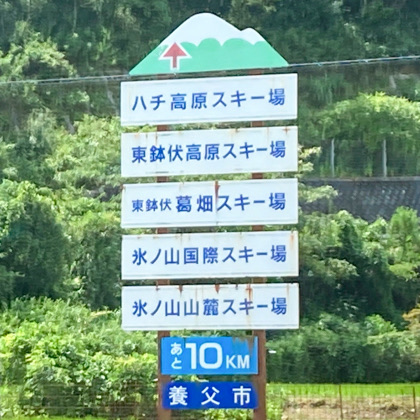 ハチ高原スキー場
東鉢伏高原スキー場
東鉢伏 葛畑スキー場
氷ノ山国際スキー場
氷ノ山山麓スキー場
あと10KM
養父市